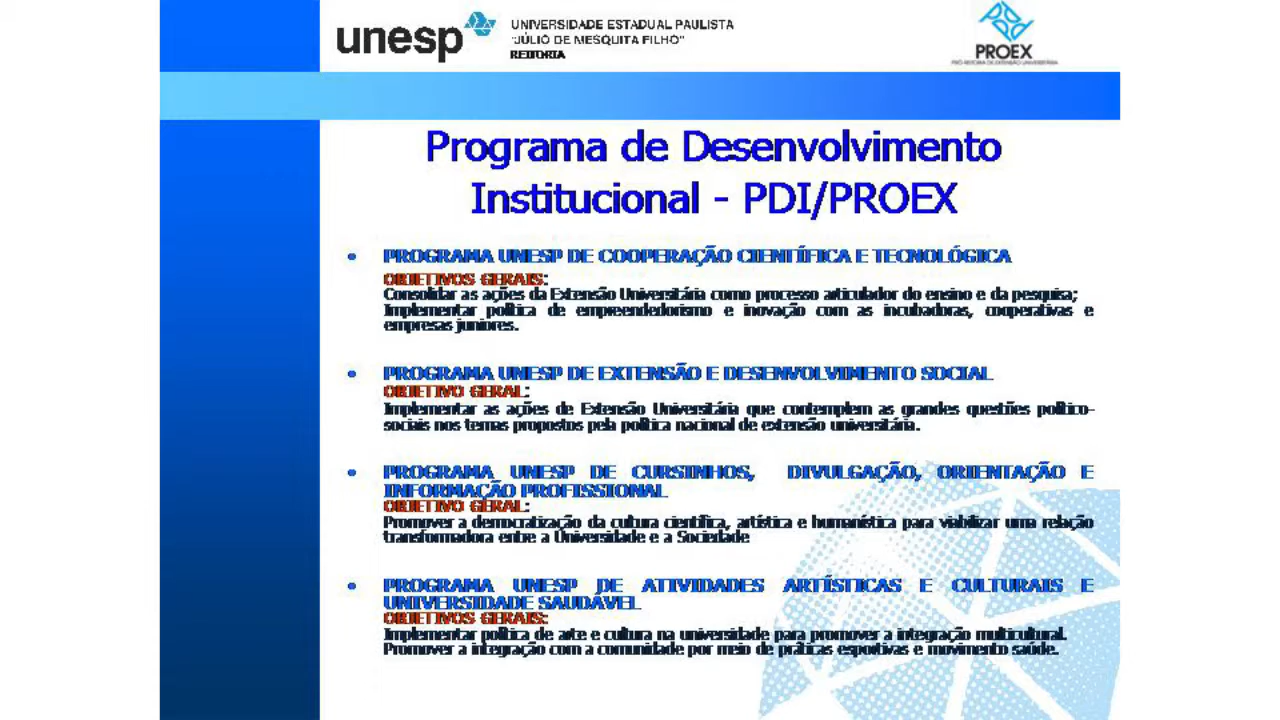 unesp
UNIVERSIDADE ESTADUAL PAULISTA
"JÚLIO DE MESQUITA FILHO"
REITORIA
PROEX
PRÓ-REITORIA DE EXTENSÃO UNIVERSITÁRIA
Programa de Desenvolvimento
Institucional - PDI/PROEX
• PROGRAMA UNESP DE COOPERAÇÃO CIENTÍFICA E TECNOLÓGICA
OBJETIVOS GERAIS:
Consolidar as ações da Extensão Universitária como processo articulador do ensino e da pesquisa;
Implementar política de empreendedorismo e inovação com as incubadoras, cooperativas e
empresas juniores.
• PROGRAMA UNESP DE EXTENSÃO E DESENVOLVIMENTO SOCIAL
OBJETIVO GERAL:
Implementar as ações de Extensão Universitária que contemplem as grandes questões político-
sociais nos temas propostos pela política nacional de extensão universitária.
• PROGRAMA UNESP DE CURSINHOS, DIVULGAÇÃO, ORIENTAÇÃO E
INFORMAÇÃO PROFISSIONAL
OBJETIVO GERAL:
Promover a democratização da cultura científica, artística e humanística para viabilizar uma relação
transformadora entre a Universidade e a Sociedade
• PROGRAMA UNESP DE ATIVIDADES ARTÍSTICAS E CULTURAIS E
UNIVERSIDADE SAUDÁVEL
OBJETIVOS GERAIS:
Implementar política de arte e cultura na universidade para promover a integração multicultural.
Promover a integração com a comunidade por meio de práticas esportivas e movimento saúde.